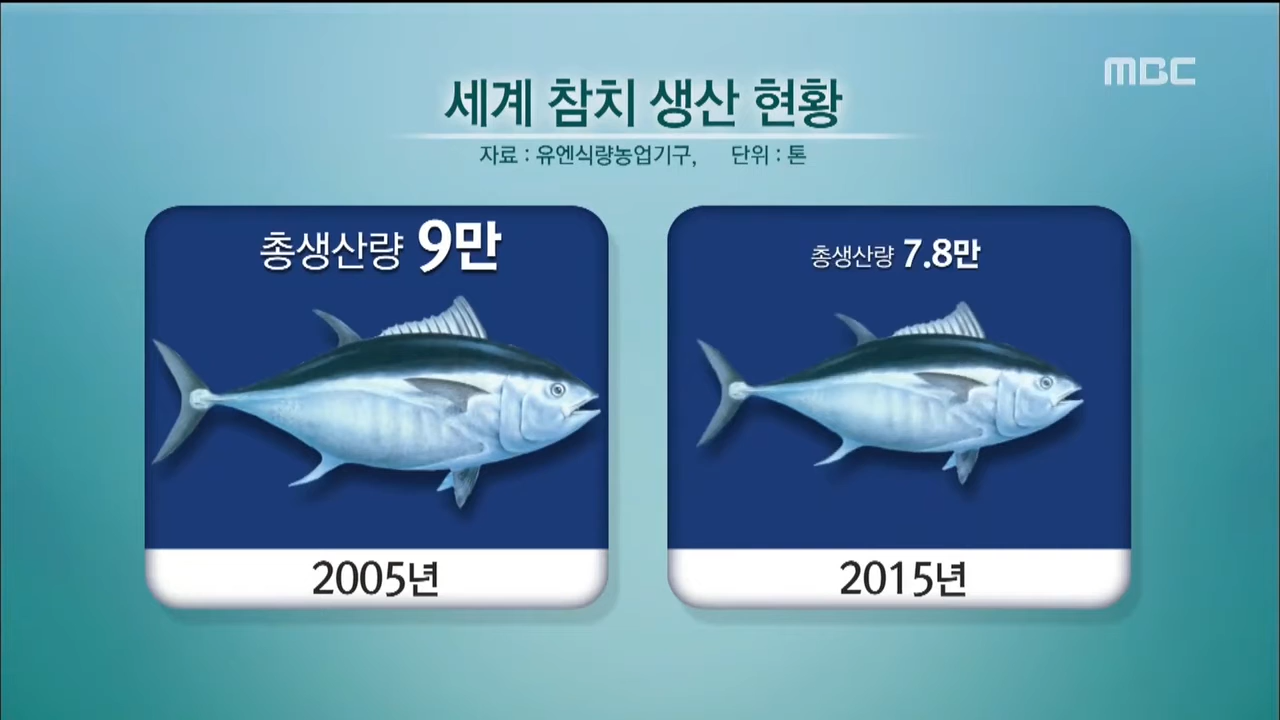 MBC
세계 참치 생산 현황
자료 : 유엔식량농업기구, 단위 : 톤
총생산량 9만
총생산량 7.8만
2005년
2015년